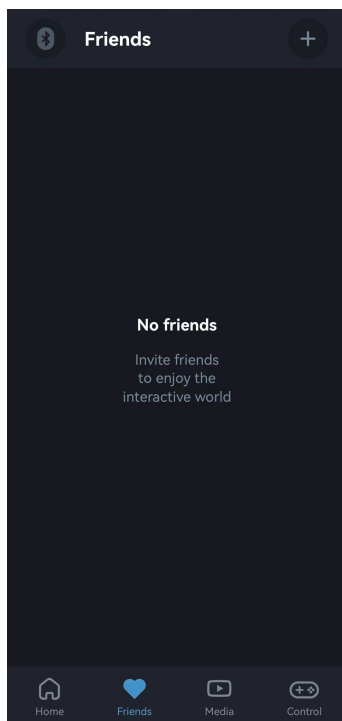 Friends
No friends
Invite friends
to enjoy the
interactive world
Home
Friends
Media
Control